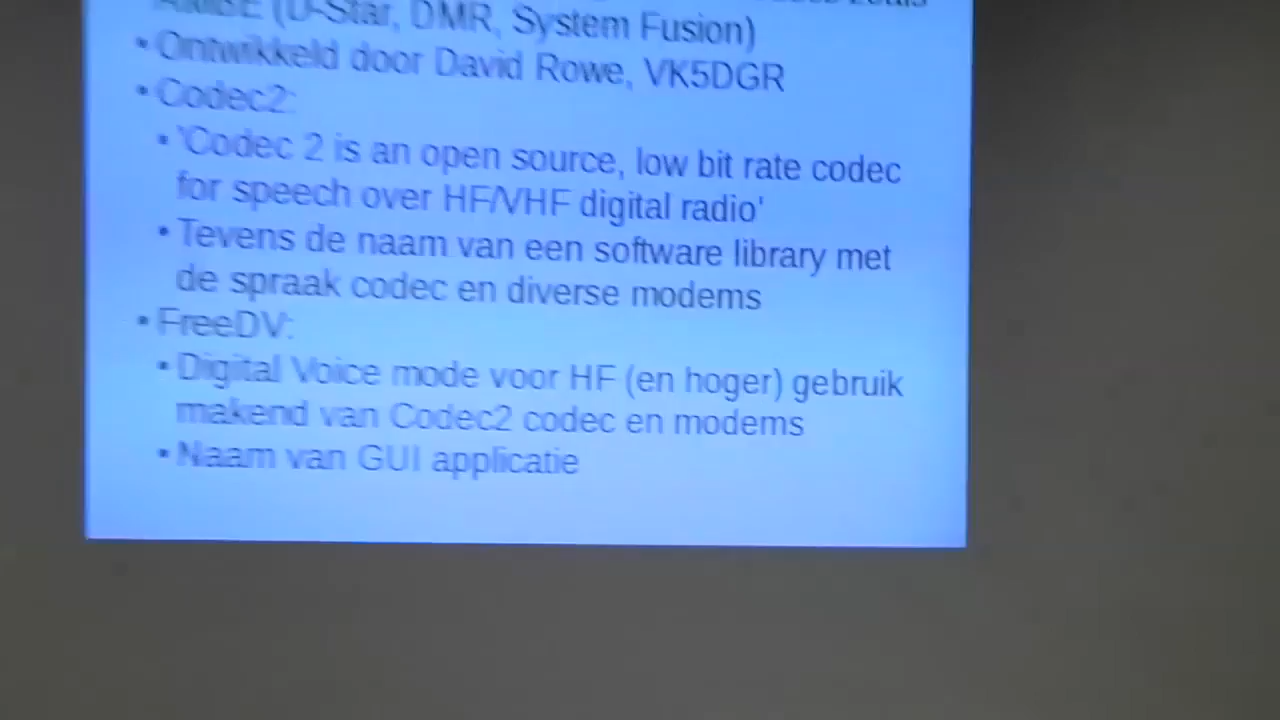 AMBE (D-Star, DMR, System Fusion)
• Ontwikkeld door David Rowe, VK5DGR
• Codec2:
• 'Codec 2 is an open source, low bit rate codec
for speech over HF/VHF digital radio'
• Tevens de naam van een software library met
de spraak codec en diverse modems
• FreeDV:
• Digital Voice mode voor HF (en hoger) gebruik
makend van Codec2 codec en modems
• Naam van GUI applicatie